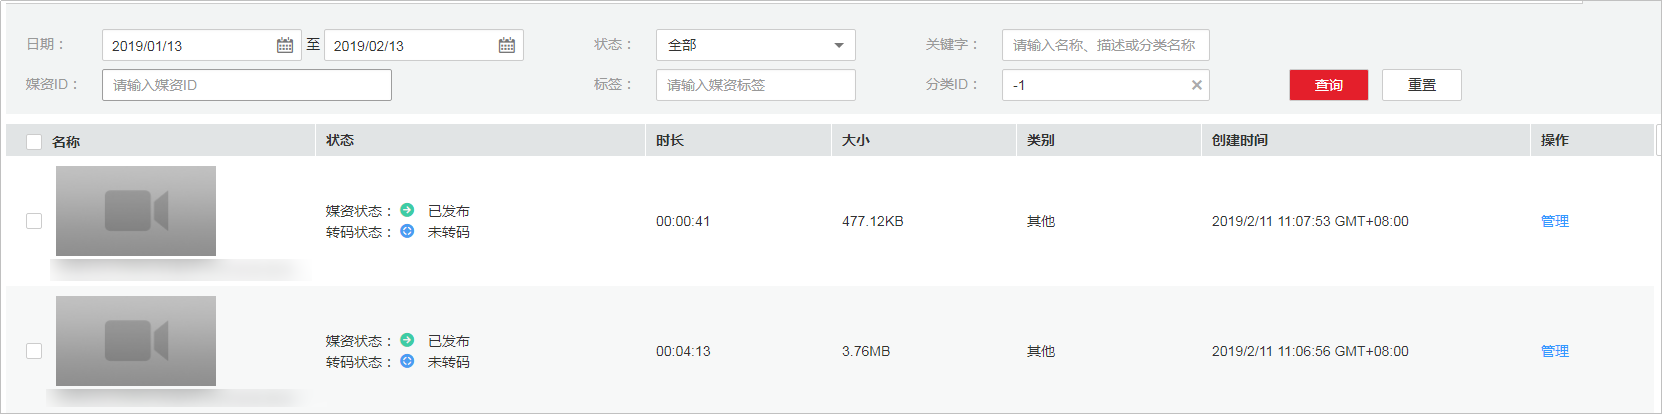 日期： 2019/01/13 至 2019/02/13 状态： 全部 关键字： 请输入名称、描述或分类名称
媒资ID： 请输入媒资ID 标签： 请输入媒资标签 分类ID： -1 查询 重置
名称 状态 时长 大小 类别 创建时间 操作
媒资状态： 已发布
转码状态： 未转码
00:00:41 477.12KB 其他 2019/2/11 11:07:53 GMT+08:00 管理
媒资状态： 已发布
转码状态： 未转码
00:04:13 3.76MB 其他 2019/2/11 11:06:56 GMT+08:00 管理